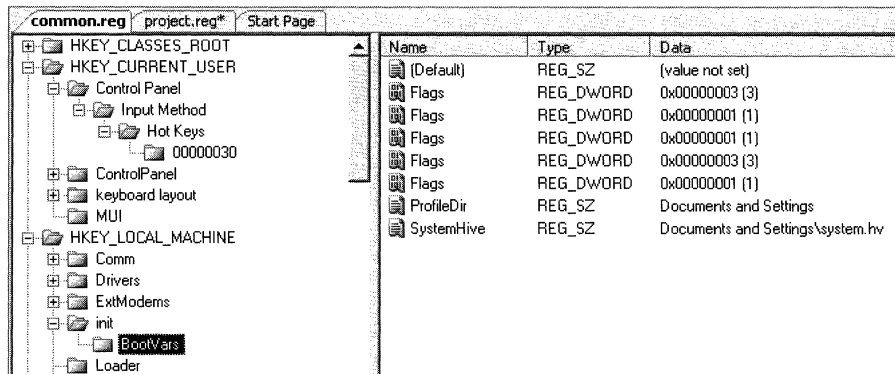 common.reg project.reg* Start Page
HKEY_CLASSES_ROOT
HKEY_CURRENT_USER
Control Panel
Input Method
Hot Keys
00000030
ControlPanel
keyboard layout
MUI
HKEY_LOCAL_MACHINE
Comm
Drivers
ExtModems
init
BootVars
Loader
Name Type Data
(Default) REG_SZ (value not set)
Flags REG_DWORD 0x00000003 (3)
Flags REG_DWORD 0x00000001 (1)
Flags REG_DWORD 0x00000001 (1)
Flags REG_DWORD 0x00000003 (3)
Flags REG_DWORD 0x00000001 (1)
ProfileDir REG_SZ Documents and Settings
SystemHive REG_SZ Documents and Settings\system.hv